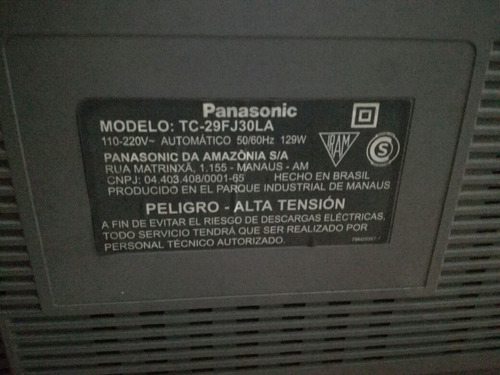 Panasonic
MODELO: TC-29FJ30LA
110-220V~ AUTOMÁTICO 50/60Hz 129W
IRAM
S
PANASONIC DA AMAZÔNIA S/A
RUA MATRINXÃ, 1.155 - MANAUS - AM
CNPJ: 04.403.408/0001-65 HECHO EN BRASIL
PRODUCIDO EN EL PARQUE INDUSTRIAL DE MANAUS
PELIGRO - ALTA TENSIÓN
A FIN DE EVITAR EL RIESGO DE DESCARGAS ELÉCTRICAS,
TODO SERVICIO TENDRÁ QUE SER REALIZADO POR
PERSONAL TÉCNICO AUTORIZADO.